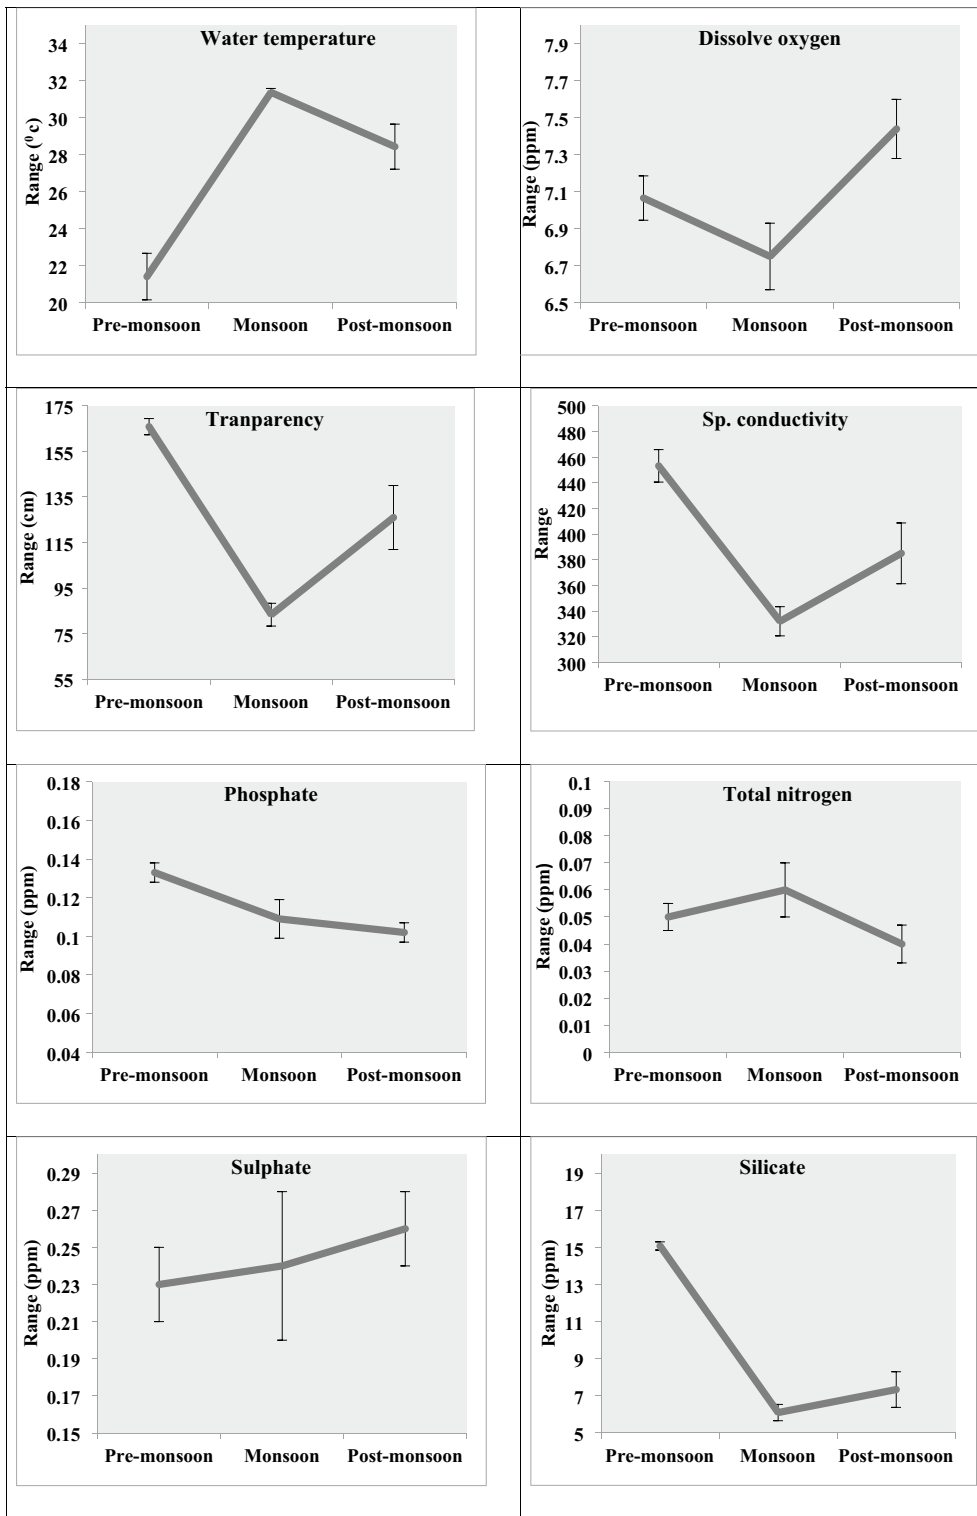 Water temperature
34
32
30
28
26
24
22
20
Range (⁰c)
Pre-monsoon Monsoon Post-monsoon
Dissolve oxygen
7.9
7.7
7.5
7.3
7.1
6.9
6.7
6.5
Range (ppm)
Pre-monsoon Monsoon Post-monsoon
Tranparency
175
155
135
115
95
75
55
Range (cm)
Pre-monsoon Monsoon Post-monsoon
Sp. conductivity
500
480
460
440
420
400
380
360
340
320
300
Range
Pre-monsoon Monsoon Post-monsoon
Phosphate
0.18
0.16
0.14
0.12
0.1
0.08
0.06
0.04
Range (ppm)
Pre-monsoon Monsoon Post-monsoon
Total nitrogen
0.1
0.09
0.08
0.07
0.06
0.05
0.04
0.03
0.02
0.01
0
Range (ppm)
Pre-monsoon Monsoon Post-monsoon
Sulphate
0.29
0.27
0.25
0.23
0.21
0.19
0.17
0.15
Range (ppm)
Pre-monsoon Monsoon Post-monsoon
Silicate
19
17
15
13
11
9
7
5
Range (ppm)
Pre-monsoon Monsoon Post-monsoon